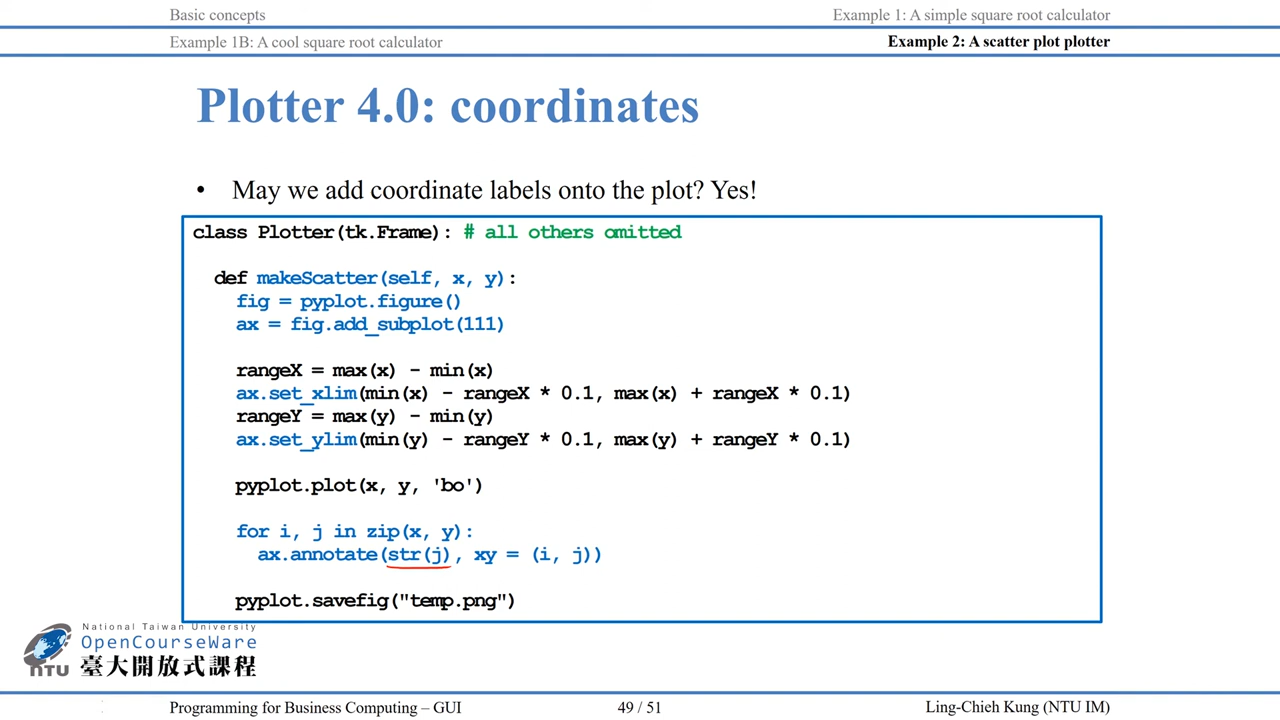 Basic concepts
Example 1: A simple square root calculator
Example 1B: A cool square root calculator
Example 2: A scatter plot plotter
Plotter 4.0: coordinates
• May we add coordinate labels onto the plot? Yes!
class Plotter(tk.Frame): # all others omitted
def makeScatter(self, x, y):
fig = pyplot.figure()
ax = fig.add_subplot(111)
rangeX = max(x) - min(x)
ax.set_xlim(min(x) - rangeX * 0.1, max(x) + rangeX * 0.1)
rangeY = max(y) - min(y)
ax.set_ylim(min(y) - rangeY * 0.1, max(y) + rangeY * 0.1)
pyplot.plot(x, y, 'bo')
for i, j in zip(x, y):
ax.annotate(str(j), xy = (i, j))
pyplot.savefig("temp.png")
National Taiwan University
OpenCourseWare
NTU 臺大開放式課程
Programming for Business Computing – GUI
49 / 51
Ling-Chieh Kung (NTU IM)